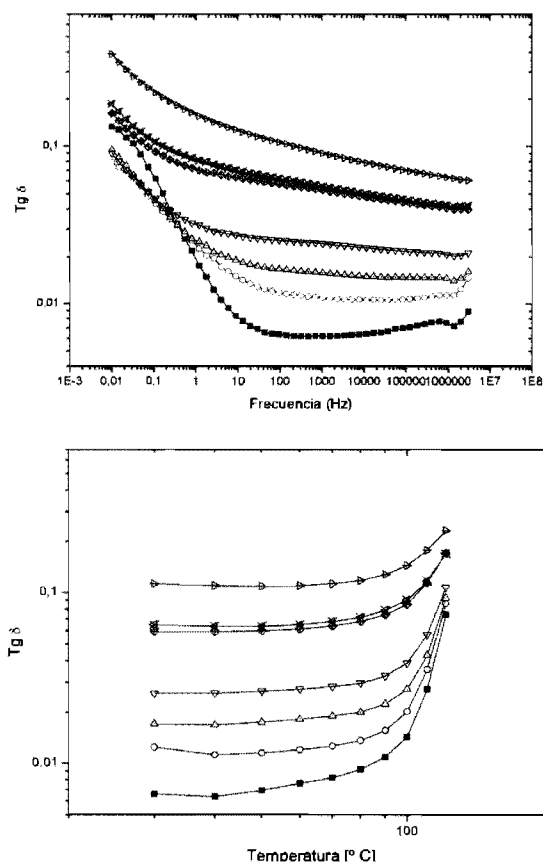 Tg δ
0,1
0,01
1E-3 0,01 0,1 1 10 100 1000 10000 100000 1000000 1E7 1E8
Frecuencia (Hz)
Tg δ
0,1
0,01
100
Temperatura [º C]